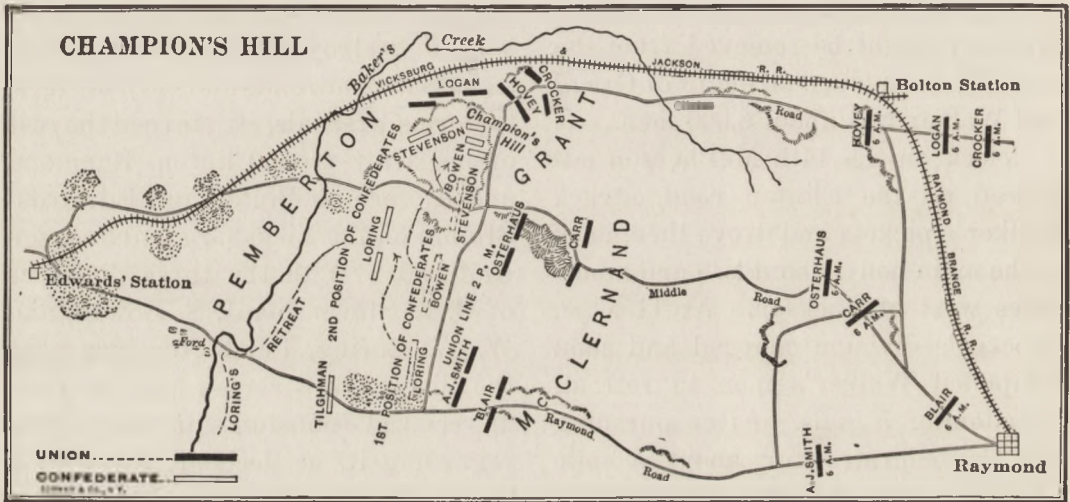 CHAMPION'S HILL
Baker's Creek
VICKSBURG
JACKSON
R. R.
Bolton Station
LOGAN
HOVEY
CROCKER
Champion's
Hill
STEVENSON
BOWEN
STEVENSON
PEMBERTON
GRANT
Road
HOVEY
6 A.M.
LOGAN
6 A.M.
CROCKER
6 A.M.
RAYMOND BRANCE R. R.
Edwards' Station
Ford
RETREAT
LORING'S
LORING
2ND POSITION OF CONFEDERATES
1ST POSITION OF CONFEDERATES
BOWEN
LORING
TILGHMAN
UNION LINE 2 P. M.
OSTERHAUS
CARR
A.J. SMITH
BLAIR
MCCLERNAND
Middle
Road
OSTERHAUS
7 A.M.
CARR
6 A.M.
BLAIR
6 A.M.
A.J. SMITH
6 A.M.
Raymond
Road
Raymond
UNION
CONFEDERATE